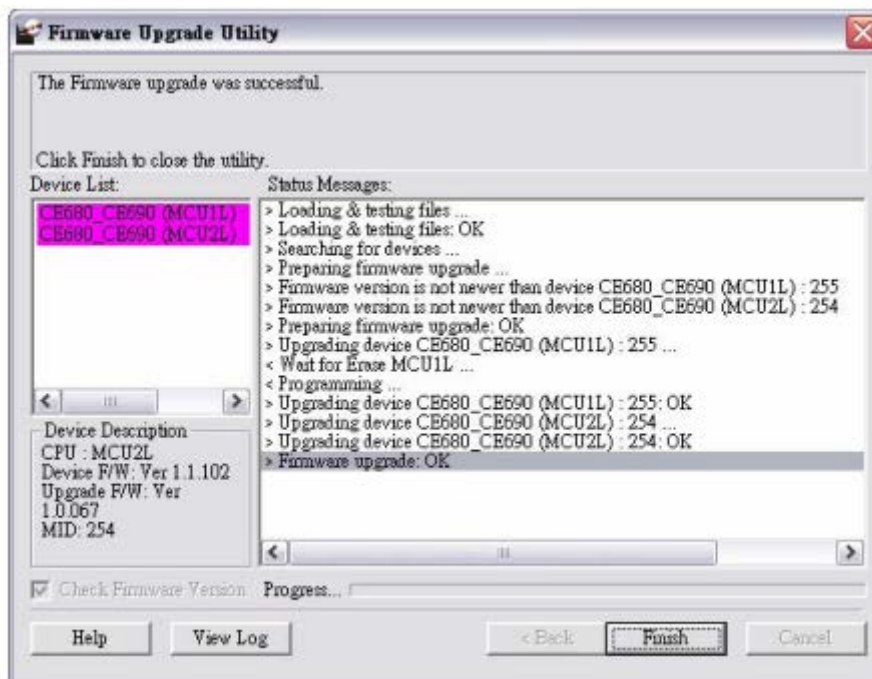 Firmware Upgrade Utility
The Firmware upgrade was successful.
Click Finish to close the utility.
Device List:
CE680_CE690 (MCU1L)
CE680_CE690 (MCU2L)
Status Messages:
> Loading & testing files ...
> Loading & testing files: OK
> Searching for devices ...
> Preparing firmware upgrade ...
> Firmware version is not newer than device CE680_CE690 (MCU1L) : 255
> Firmware version is not newer than device CE680_CE690 (MCU2L) : 254
> Preparing firmware upgrade: OK
> Upgrading device CE680_CE690 (MCU1L) : 255 ...
< Wait for Erase MCU1L ...
< Programming ...
> Upgrading device CE680_CE690 (MCU1L) : 255: OK
> Upgrading device CE680_CE690 (MCU2L) : 254 ...
> Upgrading device CE680_CE690 (MCU2L) : 254: OK
> Firmware upgrade: OK
Device Description
CPU : MCU2L
Device F/W: Ver 1.1.102
Upgrade F/W: Ver
1.0.067
MID: 254
Check Firmware Version
Progress...
Help
View Log
< Back
Finish
Cancel